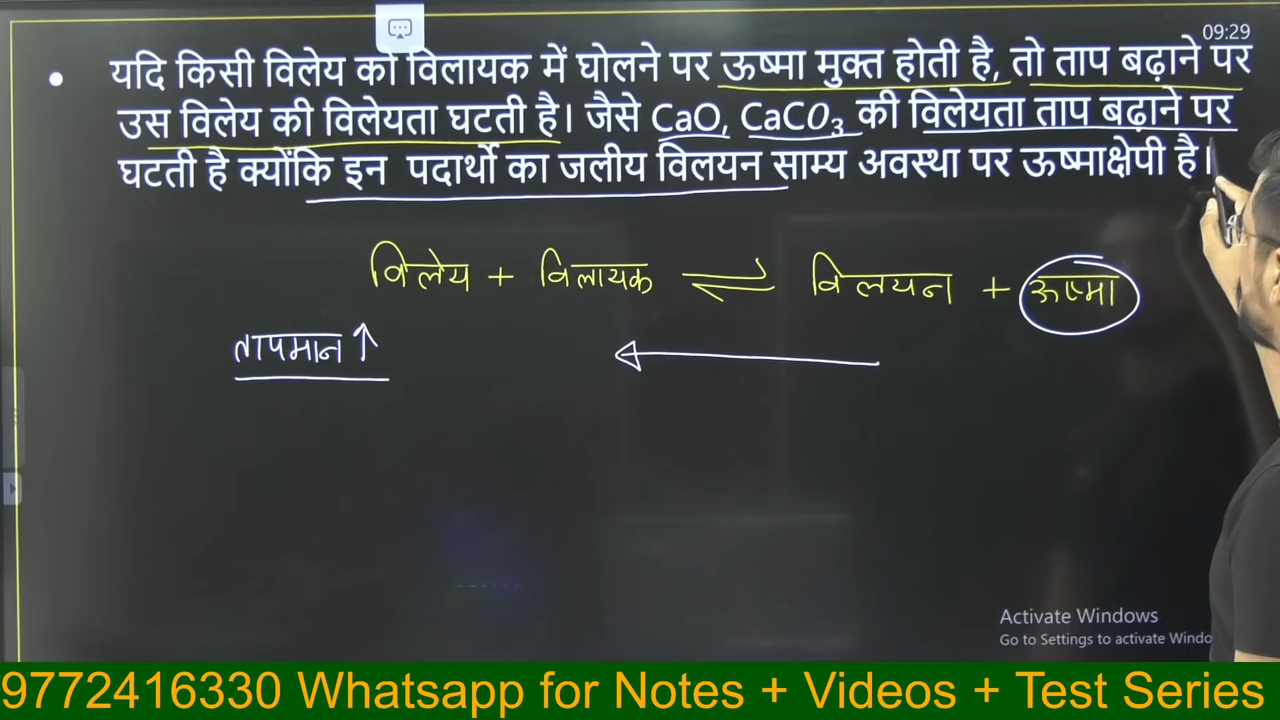 09:29
• यदि किसी विलेय को विलायक में घोलने पर ऊष्मा मुक्त होती है, तो ताप बढ़ाने पर
उस विलेय की विलेयता घटती है। जैसे CaO, CaCO₃ की विलेयता ताप बढ़ाने पर
घटती है क्योंकि इन पदार्थो का जलीय विलयन साम्य अवस्था पर ऊष्माक्षेपी है।
विलेय + विलायक ⇌ विलयन + ऊष्मा
तापमान ↑ ←
Activate Windows
Go to Settings to activate Windo
9772416330 Whatsapp for Notes + Videos + Test Series